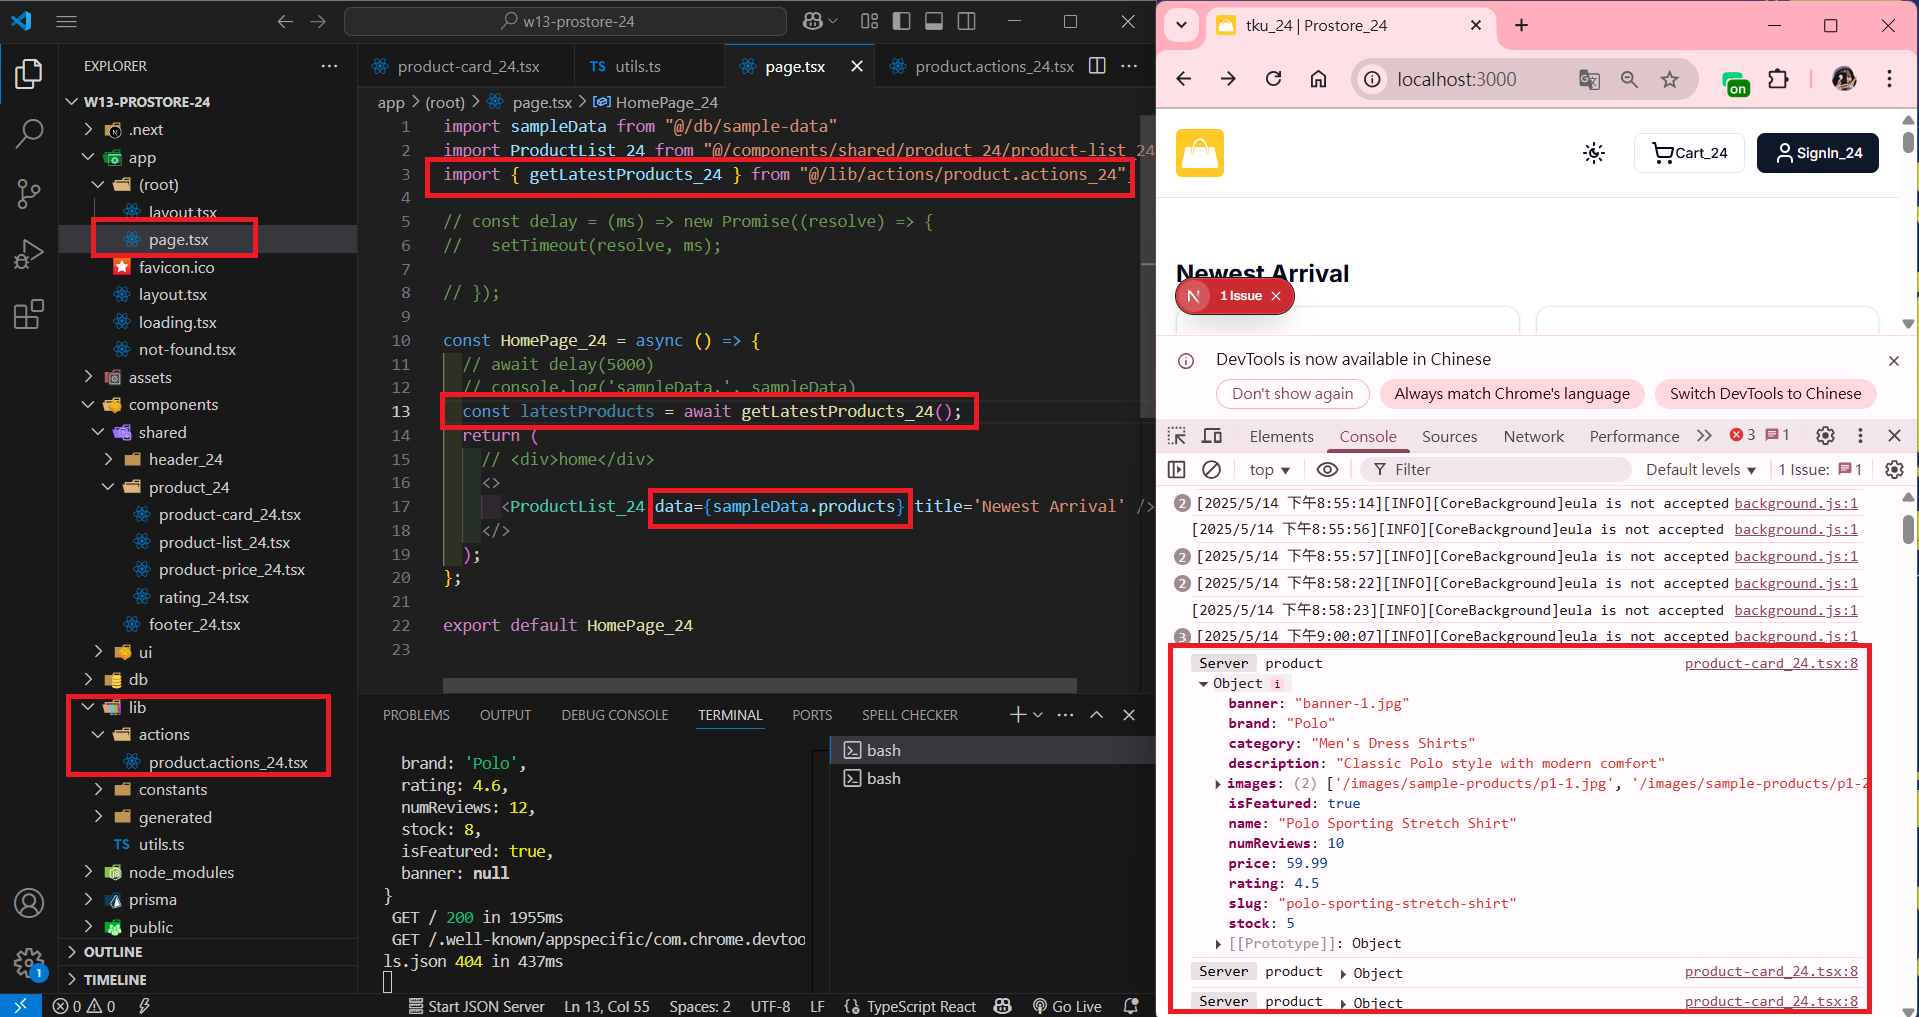 w13-prostore-24
EXPLORER
W13-PROSTORE-24
.next
app
(root)
layout.tsx
page.tsx
favicon.ico
layout.tsx
loading.tsx
not-found.tsx
assets
components
shared
header_24
product_24
product-card_24.tsx
product-list_24.tsx
product-price_24.tsx
rating_24.tsx
footer_24.tsx
ui
db
lib
actions
product.actions_24.tsx
constants
generated
TS utils.ts
node_modules
prisma
public
OUTLINE
TIMELINE
1
product-card_24.tsx
TS utils.ts
page.tsx
product.actions_24.tsx
app > (root) > page.tsx > HomePage_24
1 import sampleData from "@/db/sample-data"
2 import ProductList_24 from "@/components/shared/product_24/product-list_24
3 import { getLatestProducts_24 } from "@/lib/actions/product.actions_24"
4
5 // const delay = (ms) => new Promise((resolve) => {
6 //   setTimeout(resolve, ms);
7
8 // });
9
10 const HomePage_24 = async () => {
11 // await delay(5000)
12 // console.log('sampleData.', sampleData)
13 const latestProducts = await getLatestProducts_24();
14 return (
15 // <div>home</div>
16 <>
17 <ProductList_24 data={sampleData.products} title='Newest Arrival' />
18 </>
19 );
20 };
21
22 export default HomePage_24
23
PROBLEMS OUTPUT DEBUG CONSOLE TERMINAL PORTS SPELL CHECKER
brand: 'Polo',
rating: 4.6,
numReviews: 12,
stock: 8,
isFeatured: true,
banner: null
}
GET / 200 in 1955ms
GET /.well-known/appspecific/com.chrome.devtoo
ls.json 404 in 437ms
bash
bash
0 0 Start JSON Server Ln 13, Col 55 Spaces: 2 UTF-8 LF TypeScript React Go Live
tku_24 | Prostore_24
localhost:3000
on
Cart_24
SignIn_24
Newest Arrival
N 1 Issue
DevTools is now available in Chinese
Don't show again
Always match Chrome's language
Switch DevTools to Chinese
Elements Console Sources Network Performance 3 1
top Filter Default levels 1 Issue: 1
2 [2025/5/14 下午8:55:14][INFO][CoreBackground]eula is not accepted background.js:1
[2025/5/14 下午8:55:56][INFO][CoreBackground]eula is not accepted background.js:1
2 [2025/5/14 下午8:55:57][INFO][CoreBackground]eula is not accepted background.js:1
2 [2025/5/14 下午8:58:22][INFO][CoreBackground]eula is not accepted background.js:1
[2025/5/14 下午8:58:23][INFO][CoreBackground]eula is not accepted background.js:1
3 [2025/5/14 下午9:00:07][INFO][CoreBackground]eula is not accepted background.js:1
Server product product-card_24.tsx:8
Object i
banner: "banner-1.jpg"
brand: "Polo"
category: "Men's Dress Shirts"
description: "Classic Polo style with modern comfort"
images: (2) ['/images/sample-products/p1-1.jpg', '/images/sample-products/p1-2
isFeatured: true
name: "Polo Sporting Stretch Shirt"
numReviews: 10
price: 59.99
rating: 4.5
slug: "polo-sporting-stretch-shirt"
stock: 5
[[Prototype]]: Object
Server product Object product-card_24.tsx:8
Server product Object product-card_24.tsx:8